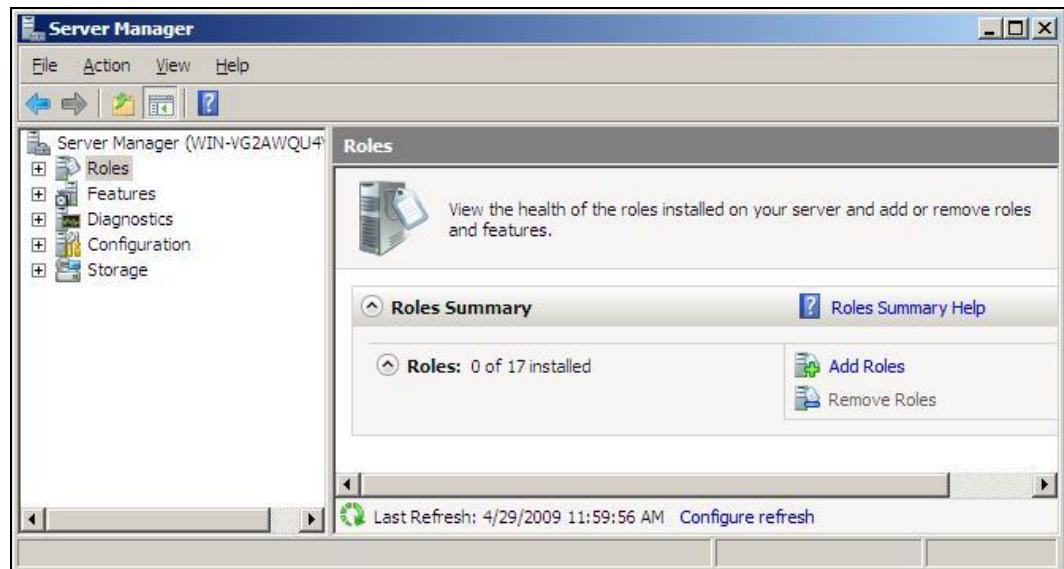 Server Manager
File Action View Help
Server Manager (WIN-VG2AWQU4
Roles
Features
Diagnostics
Configuration
Storage
Roles
View the health of the roles installed on your server and add or remove roles
and features.
Roles Summary
Roles Summary Help
Roles: 0 of 17 installed
Add Roles
Remove Roles
Last Refresh: 4/29/2009 11:59:56 AM Configure refresh